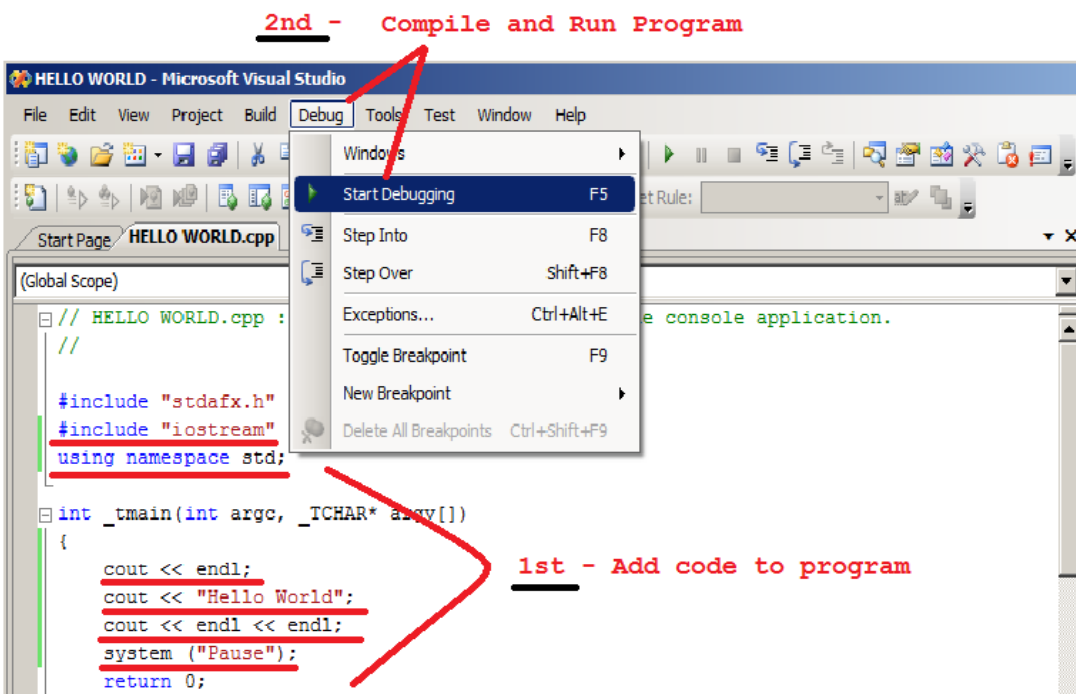 2nd - Compile and Run Program
HELLO WORLD - Microsoft Visual Studio
File Edit View Project Build Debug Tools Test Window Help
Windows
Start Debugging F5
et Rule:
Start Page HELLO WORLD.cpp
Step Into F8
Step Over Shift+F8
(Global Scope)
Exceptions... Ctrl+Alt+E
// HELLO WORLD.cpp : e console application.
//
Toggle Breakpoint F9
New Breakpoint
#include "stdafx.h"
#include "iostream"
Delete All Breakpoints Ctrl+Shift+F9
using namespace std;
int _tmain(int argc, _TCHAR* argv[])
{
cout << endl;
1st - Add code to program
cout << "Hello World";
cout << endl << endl;
system ("Pause");
return 0;